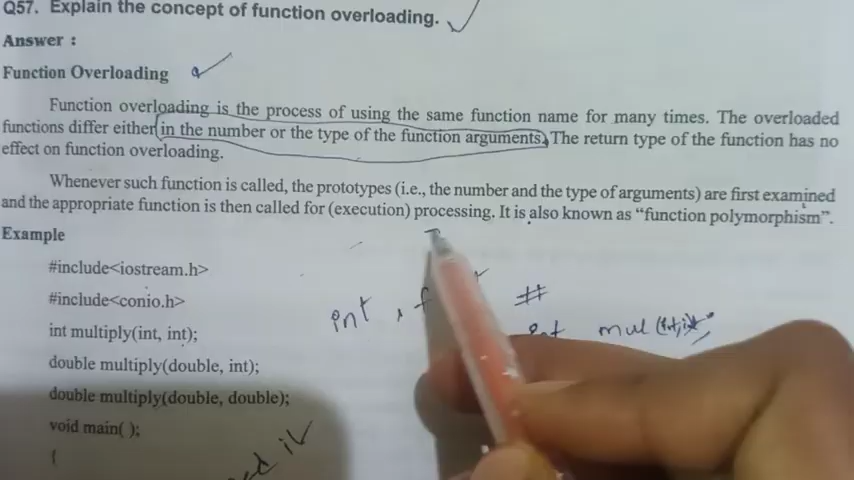 Q57. Explain the concept of function overloading.
Answer :
Function Overloading
Function overloading is the process of using the same function name for many times. The overloaded
functions differ either in the number or the type of the function arguments. The return type of the function has no
effect on function overloading.
Whenever such function is called, the prototypes (i.e., the number and the type of arguments) are first examined
and the appropriate function is then called for (execution) processing. It is also known as “function polymorphism”.
Example
#include<iostream.h>
#include<conio.h>
int , f
#
int multiply(int, int);
mul
double multiply(double, int);
double multiply(double, double);
void main( );
{